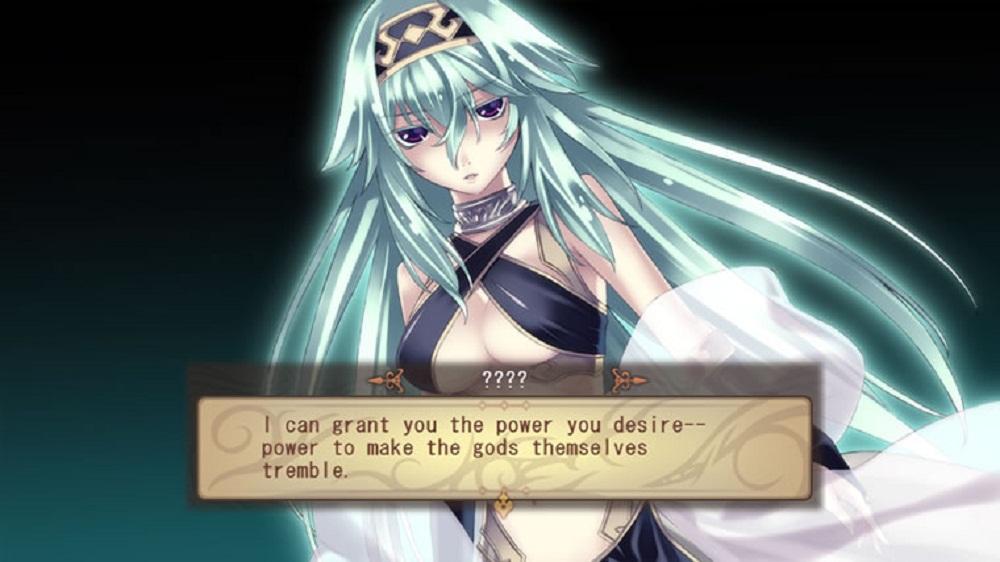 ????
I can grant you the power you desire--
power to make the gods themselves
tremble.